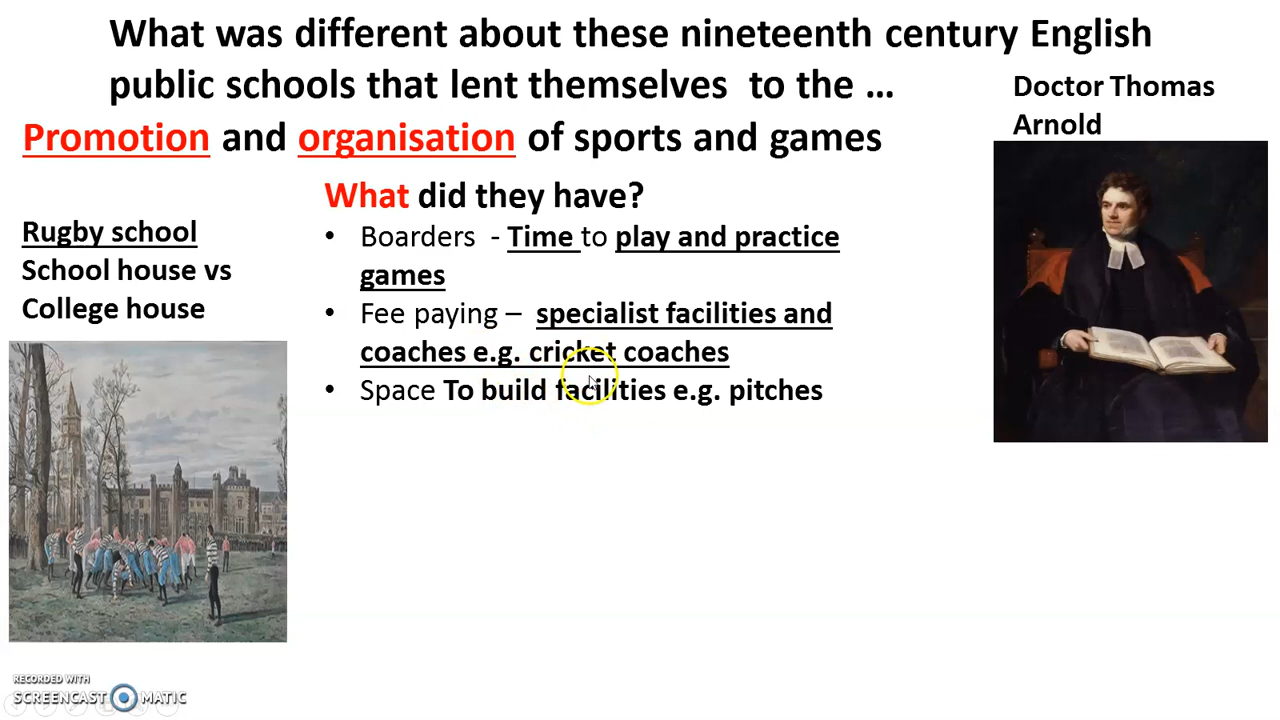 What was different about these nineteenth century English
public schools that lent themselves to the ...
Promotion and organisation of sports and games
Doctor Thomas
Arnold
What did they have?
Rugby school
School house vs
College house
• Boarders - Time to play and practice
games
• Fee paying – specialist facilities and
coaches e.g. cricket coaches
• Space To build facilities e.g. pitches
RECORDED WITH
SCREENCAST MATIC